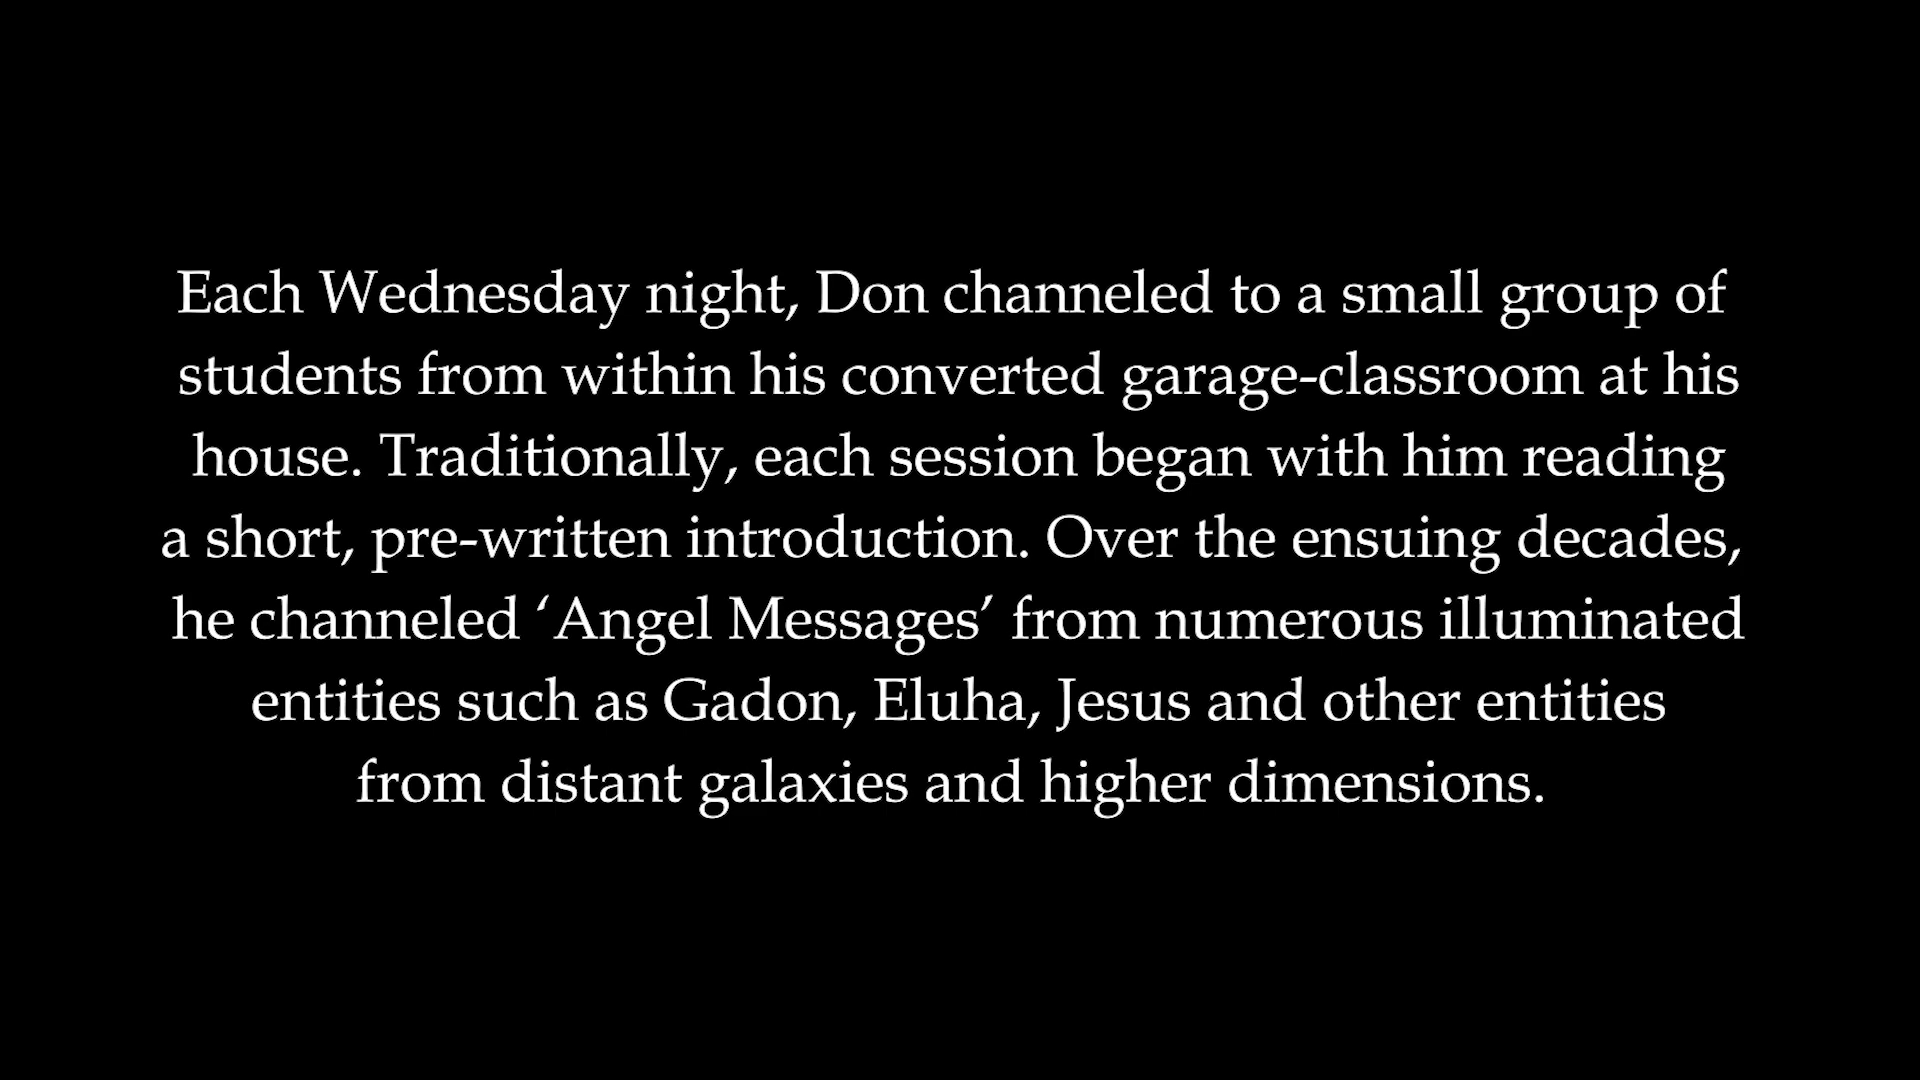 Each Wednesday night, Don channeled to a small group of
students from within his converted garage-classroom at his
house. Traditionally, each session began with him reading
a short, pre-written introduction. Over the ensuing decades,
he channeled ‘Angel Messages’ from numerous illuminated
entities such as Gadon, Eluha, Jesus and other entities
from distant galaxies and higher dimensions.